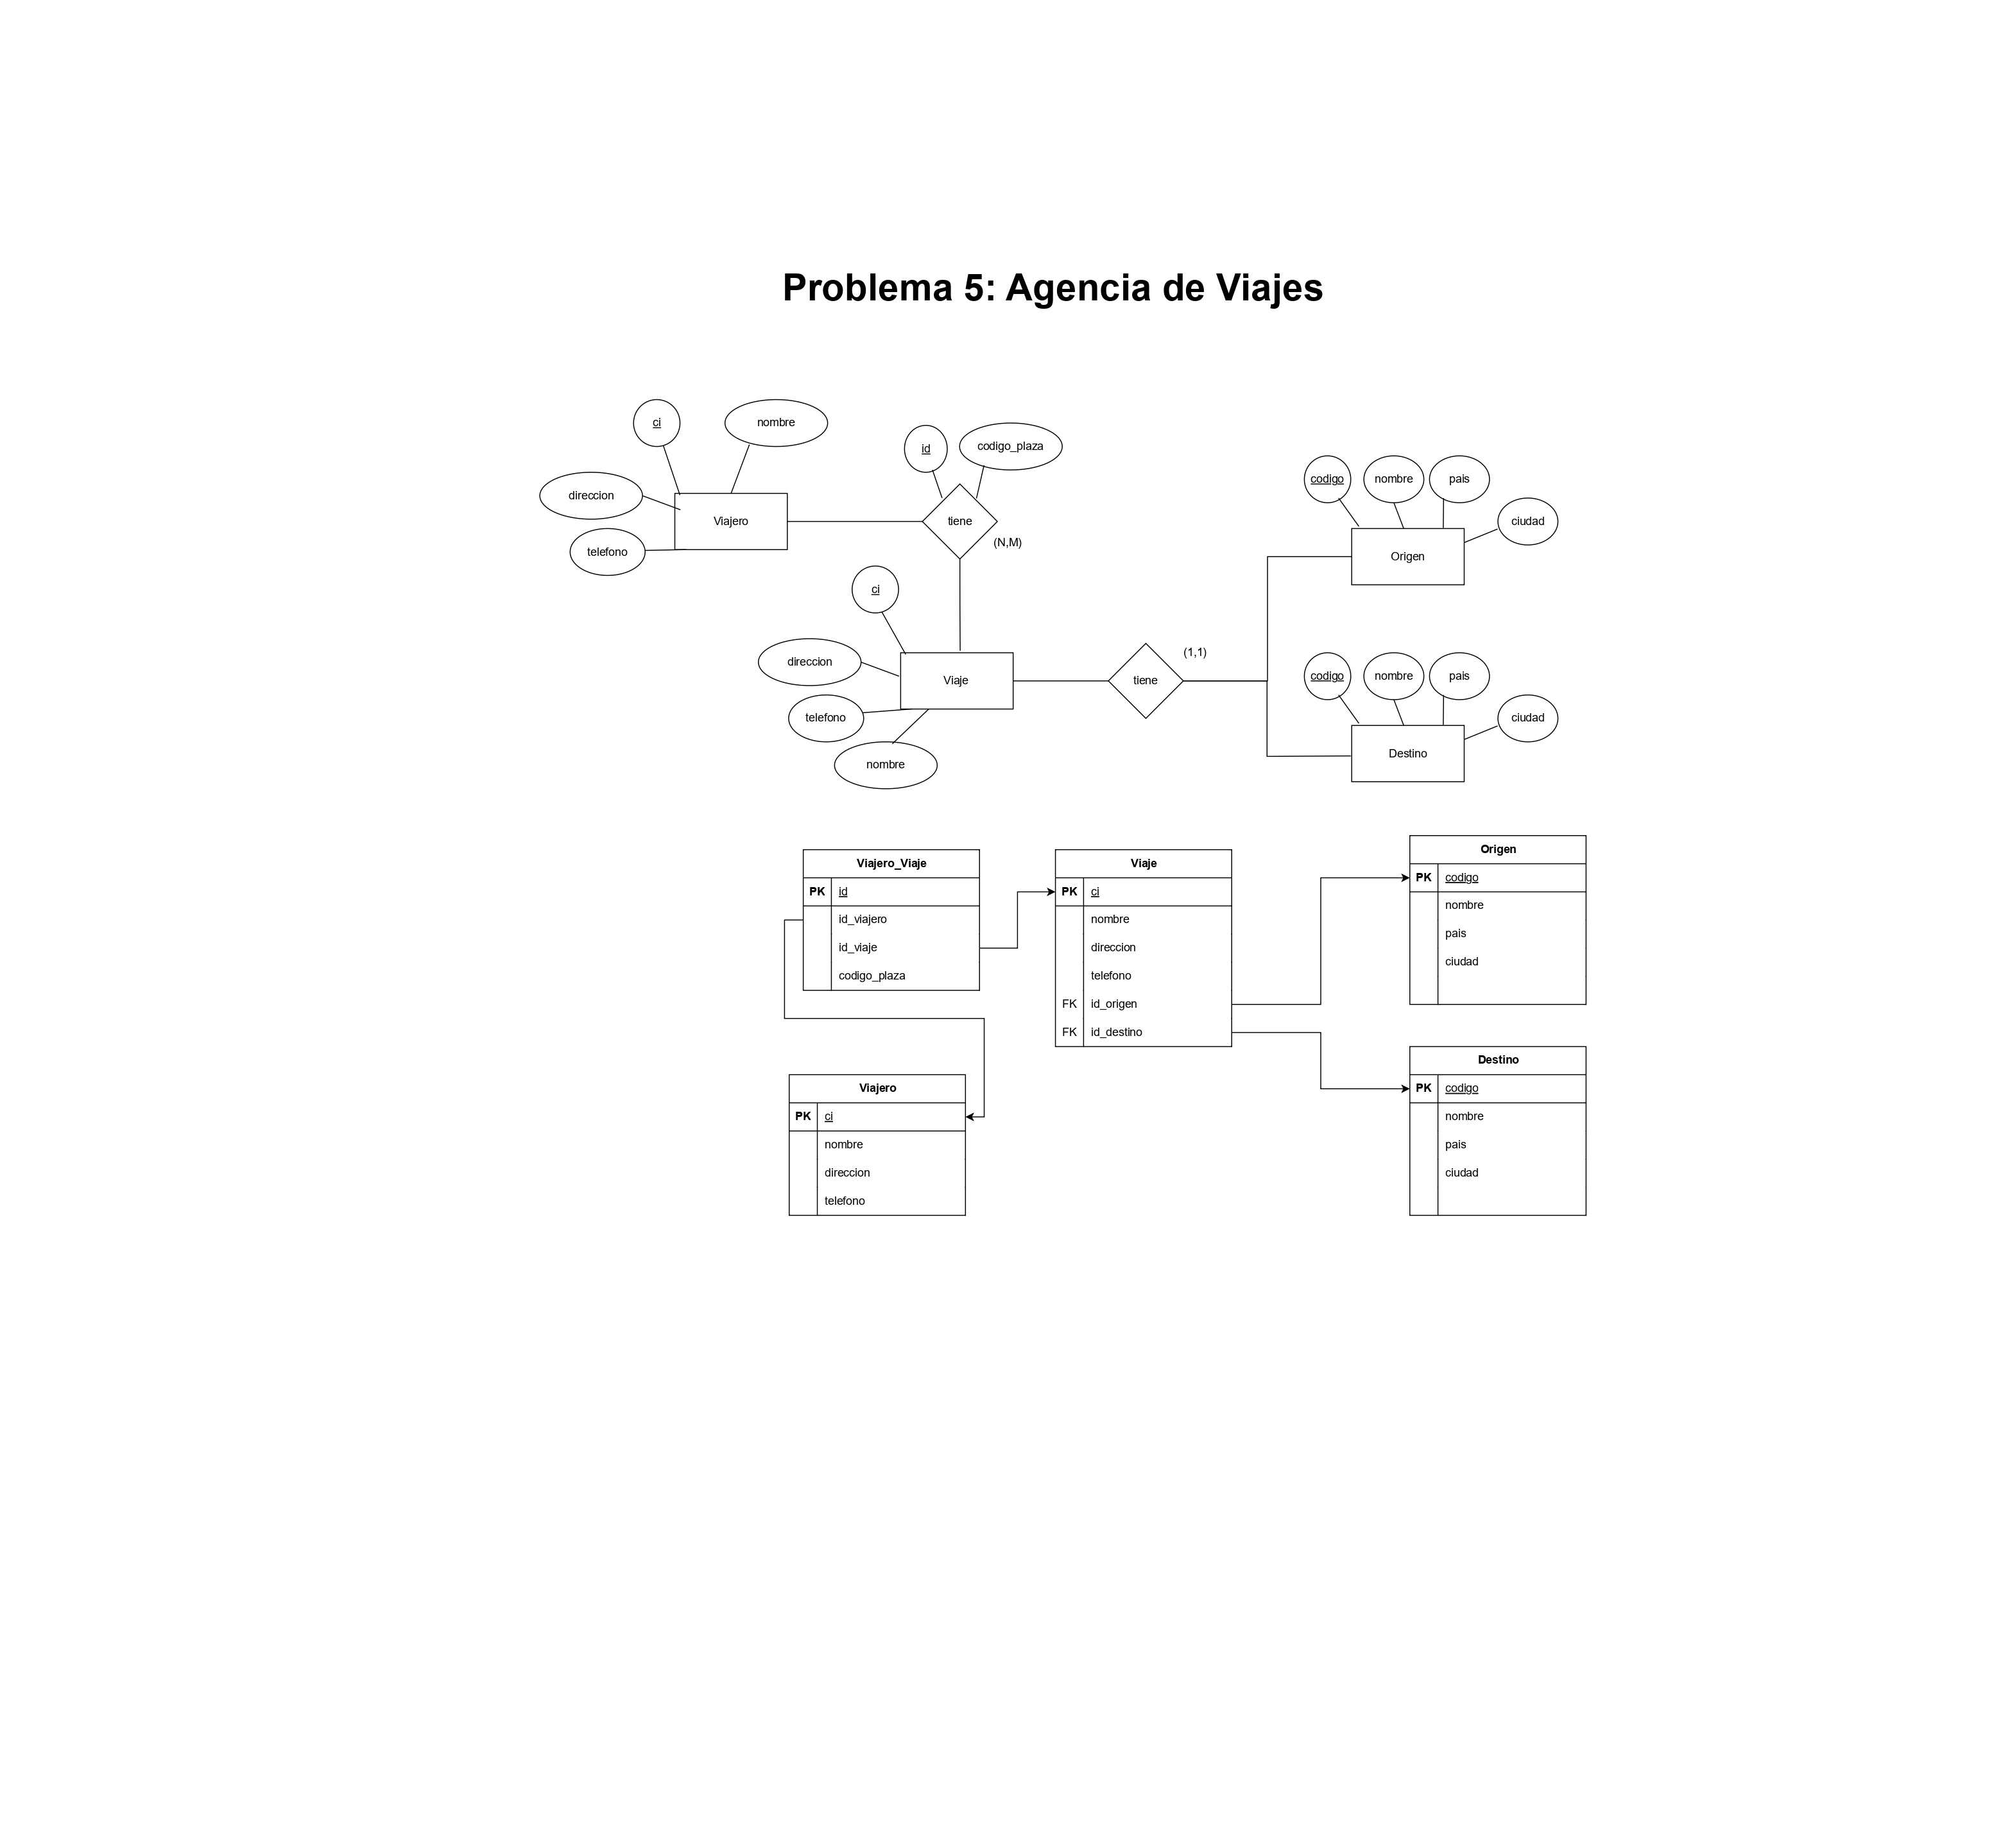 Problema 5: Agencia de Viajes
ci
nombre
direccion
telefono
Viajero
id
codigo_plaza
tiene
(N,M)
ci
direccion
telefono
nombre
Viaje
tiene
(1,1)
codigo
nombre
pais
ciudad
Origen
codigo
nombre
pais
ciudad
Destino
Viajero_Viaje
PK id
id_viajero
id_viaje
codigo_plaza
Viaje
PK ci
nombre
direccion
telefono
FK id_origen
FK id_destino
Origen
PK codigo
nombre
pais
ciudad
Viajero
PK ci
nombre
direccion
telefono
Destino
PK codigo
nombre
pais
ciudad